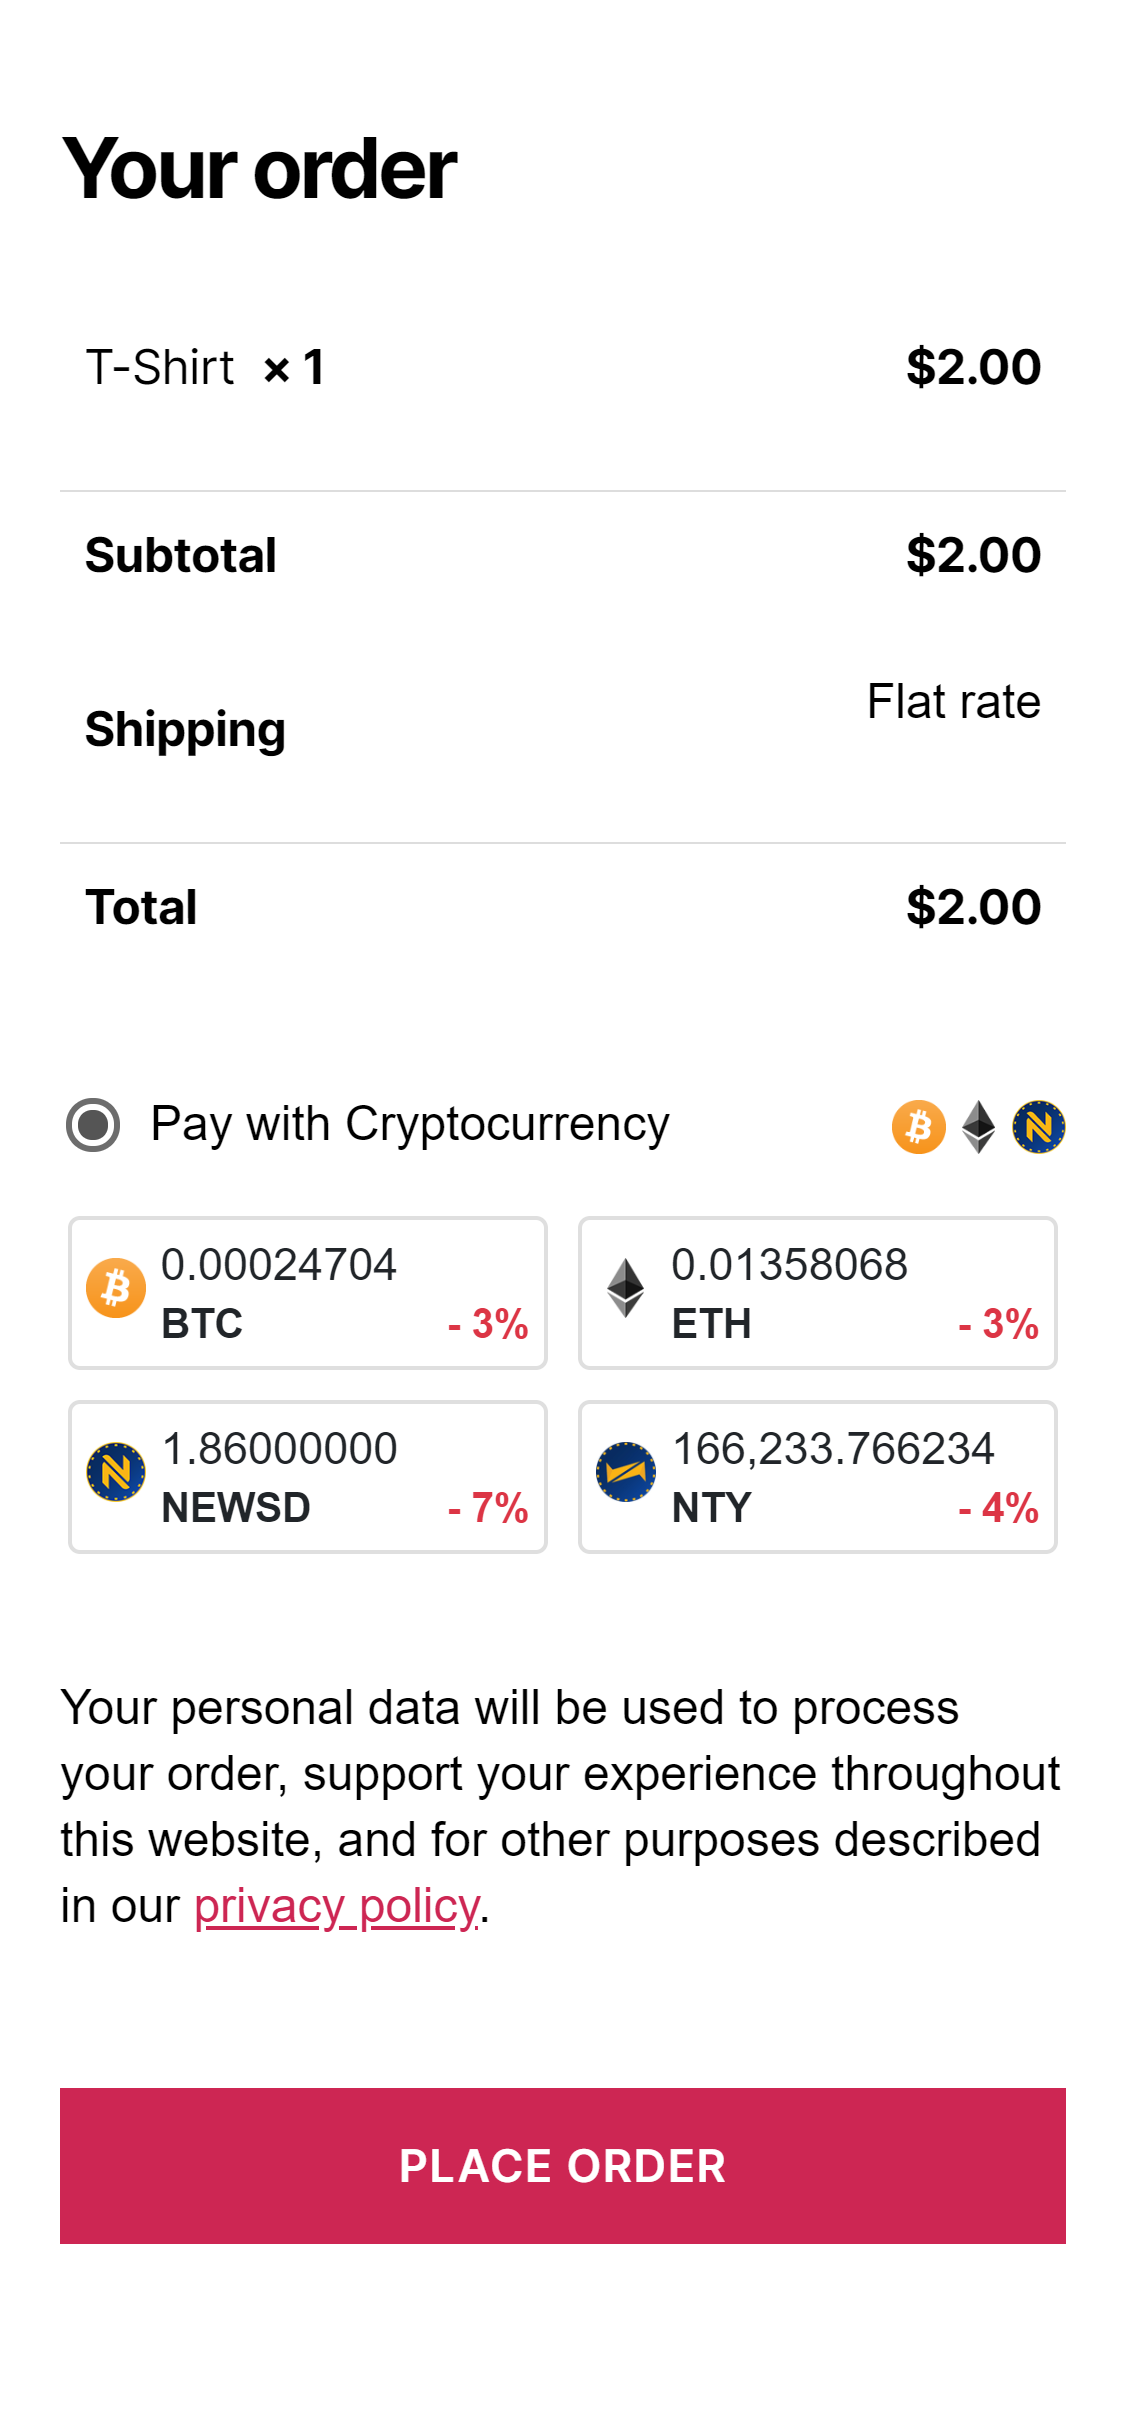 Your order
T-Shirt × 1 $2.00
Subtotal $2.00
Shipping Flat rate
Total $2.00
Pay with Cryptocurrency
0.00024704
BTC - 3%
0.01358068
ETH - 3%
1.86000000
NEWSD - 7%
166,233.766234
NTY - 4%
Your personal data will be used to process
your order, support your experience throughout
this website, and for other purposes described
in our privacy policy.
PLACE ORDER